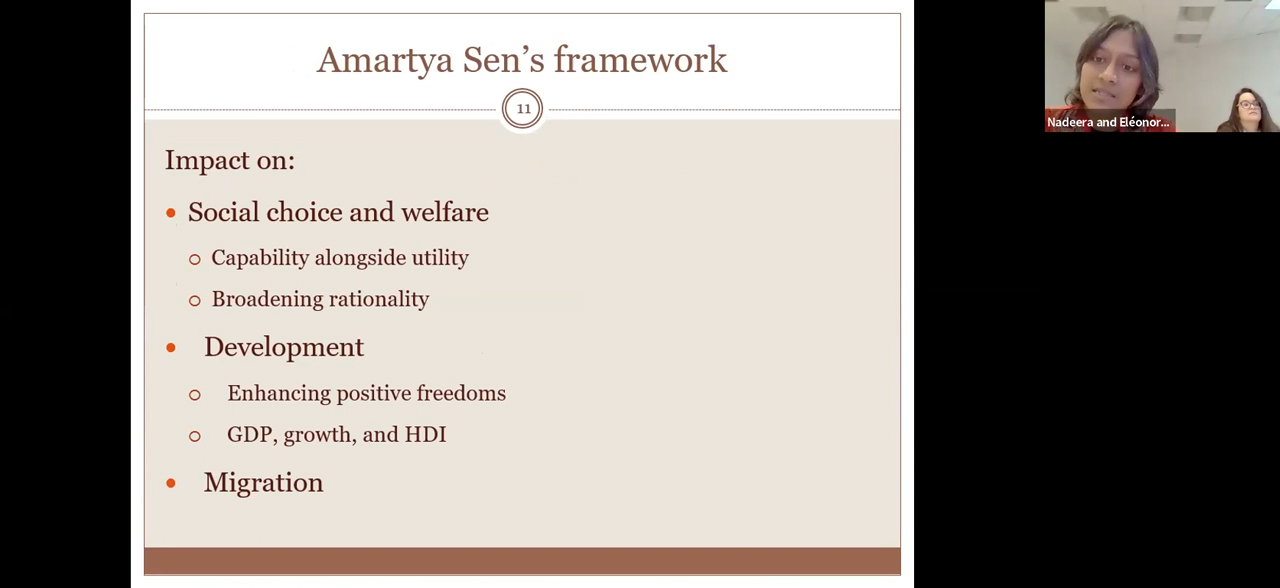 Amartya Sen’s framework
11
Impact on:
Social choice and welfare
Capability alongside utility
Broadening rationality
Development
Enhancing positive freedoms
GDP, growth, and HDI
Migration
Nadeera and Eléonor...